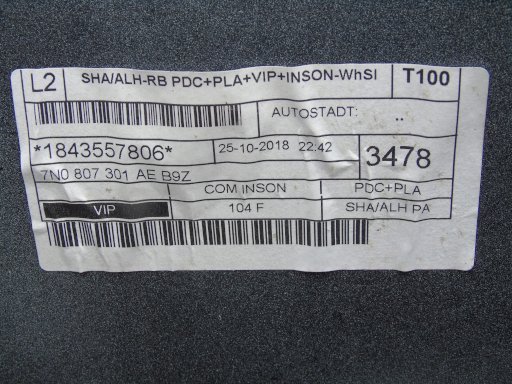 L2 SHA/ALH-RB PDC+PLA+VIP+INSON-WhSI T100
AUTOSTADT: ..
*1843557806* 25-10-2018 22:42 3478
7N0 807 301 AE B9Z
COM INSON PDC+PLA
VIP 104 F SHA/ALH PA